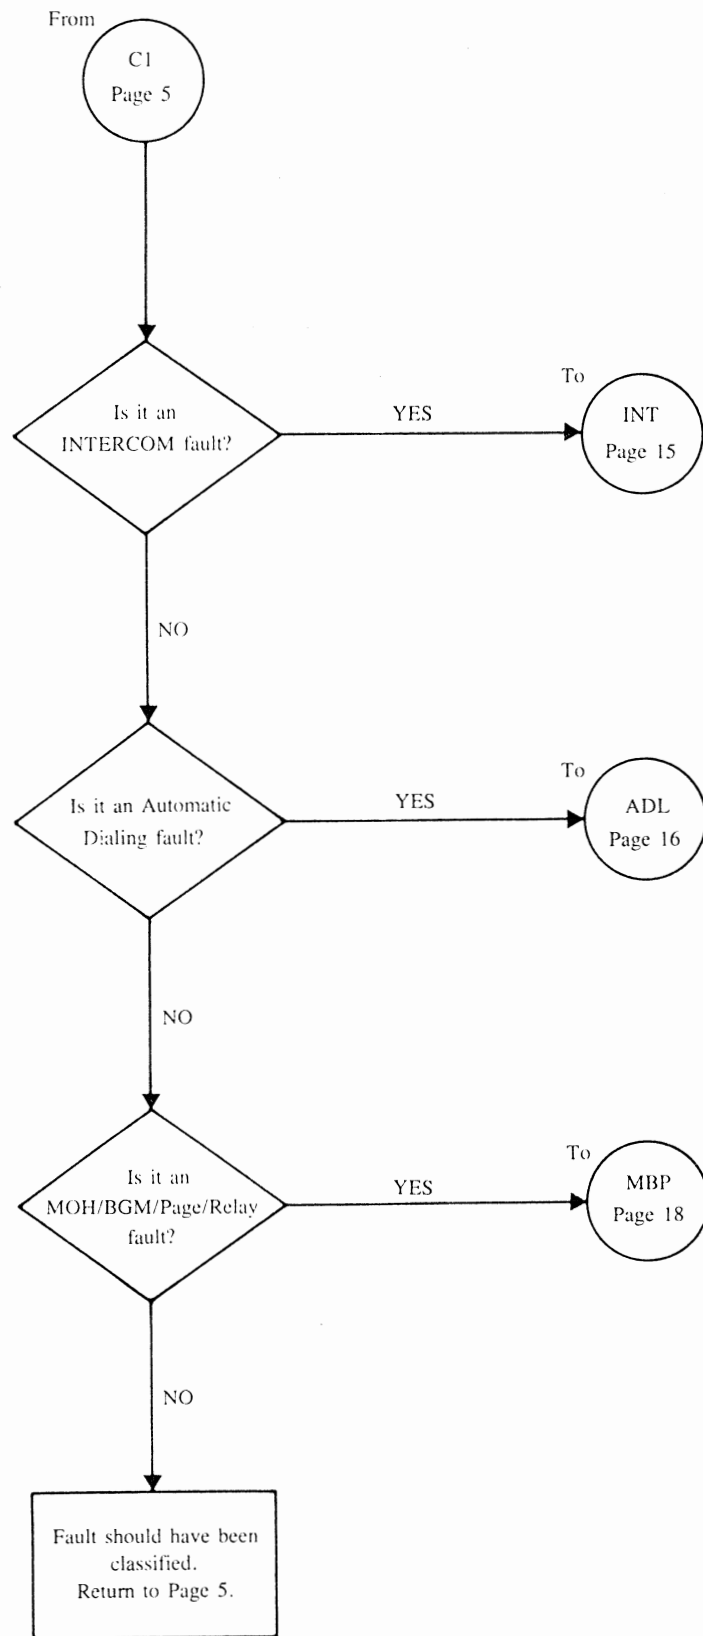 From
C1
Page 5
Is it an
INTERCOM fault?
YES
To
INT
Page 15
NO
Is it an Automatic
Dialing fault?
YES
To
ADL
Page 16
NO
Is it an
MOH/BGM/Page/Relay
fault?
YES
To
MBP
Page 18
NO
Fault should have been
classified.
Return to Page 5.